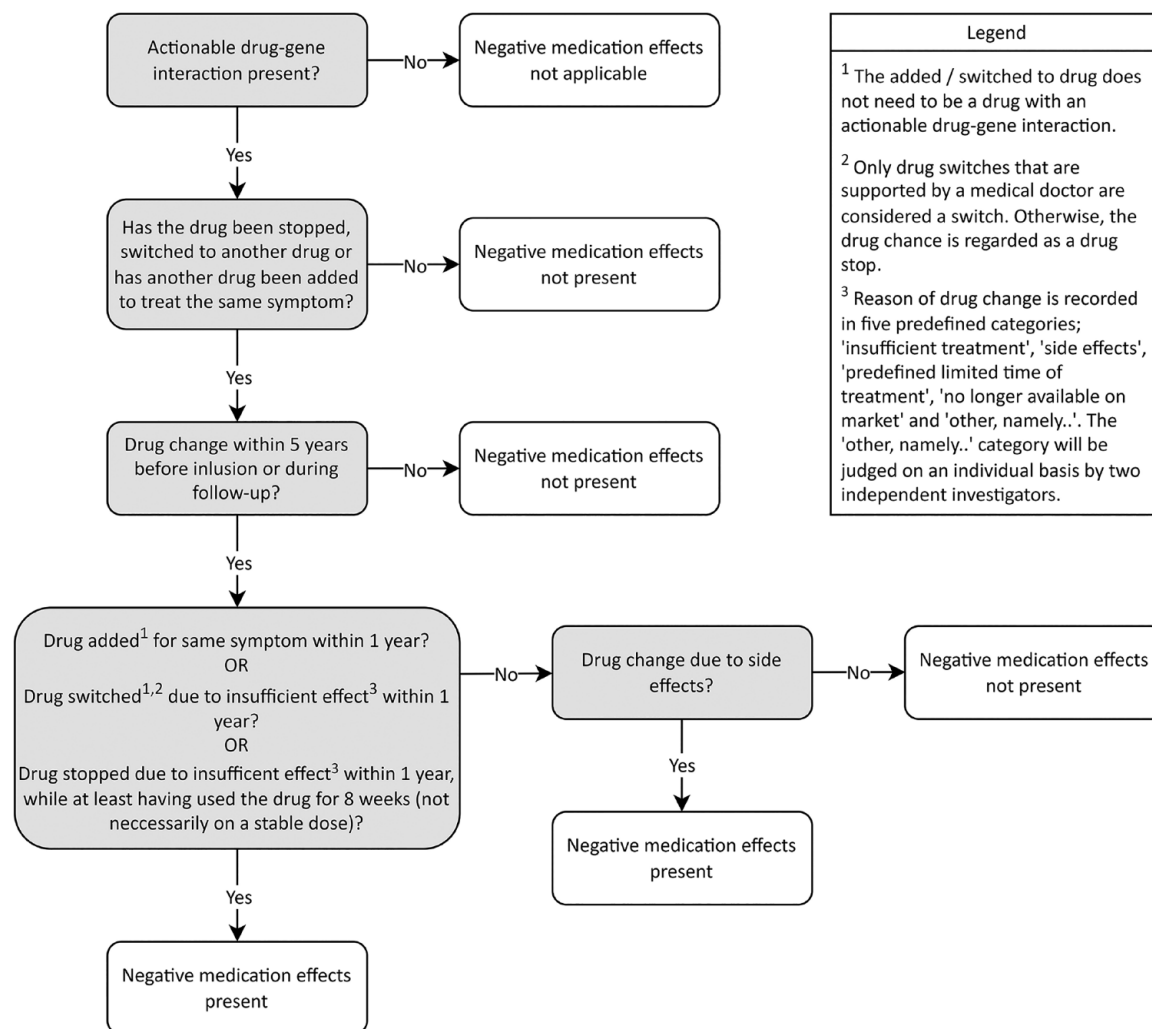 Actionable drug-gene
interaction present?
No
Negative medication effects
not applicable
Yes
Has the drug been stopped,
switched to another drug or
has another drug been added
to treat the same symptom?
No
Negative medication effects
not present
Yes
Drug change within 5 years
before inlusion or during
follow-up?
No
Negative medication effects
not present
Yes
Drug added1 for same symptom within 1 year?
OR
Drug switched1,2 due to insufficient effect3 within 1
year?
OR
Drug stopped due to insufficent effect3 within 1 year,
while at least having used the drug for 8 weeks (not
neccessarily on a stable dose)?
No
Drug change due to side
effects?
No
Negative medication effects
not present
Yes
Negative medication effects
present
Yes
Negative medication effects
present
Legend
1 The added / switched to drug does
not need to be a drug with an
actionable drug-gene interaction.
2 Only drug switches that are
supported by a medical doctor are
considered a switch. Otherwise, the
drug chance is regarded as a drug
stop.
3 Reason of drug change is recorded
in five predefined categories;
'insufficient treatment', 'side effects',
'predefined limited time of
treatment', 'no longer available on
market' and 'other, namely..'. The
'other, namely..' category will be
judged on an individual basis by two
independent investigators.